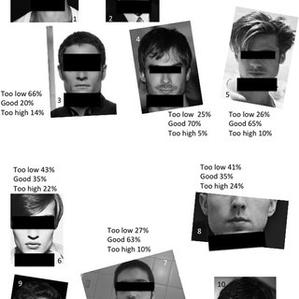 1
2
4
Too low 66%
Good 20%
Too high 14%
3
Too low 25%
Good 70%
Too high 5%
5
Too low 26%
Good 65%
Too high 10%
Too low 43%
Good 35%
Too high 22%
6
Too low 27%
Good 63%
Too high 10%
7
Too low 41%
Good 35%
Too high 24%
8
9
10